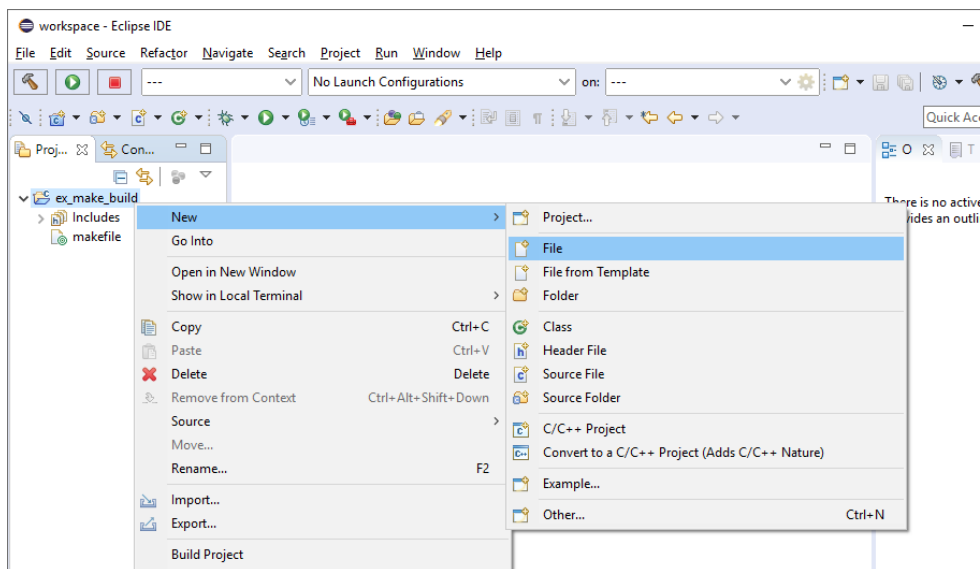 workspace - Eclipse IDE
File Edit Source Refactor Navigate Search Project Run Window Help
--- No Launch Configurations on: ---
Quick Acc
Proj... Con... O T
ex_make_build
Includes
makefile
There is no active
vides an outli
New
Go Into
Open in New Window
Show in Local Terminal
Copy Ctrl+C
Paste Ctrl+V
Delete Delete
Remove from Context Ctrl+Alt+Shift+Down
Source
Move...
Rename... F2
Import...
Export...
Build Project
Project...
File
File from Template
Folder
Class
Header File
Source File
Source Folder
C/C++ Project
Convert to a C/C++ Project (Adds C/C++ Nature)
Example...
Other... Ctrl+N